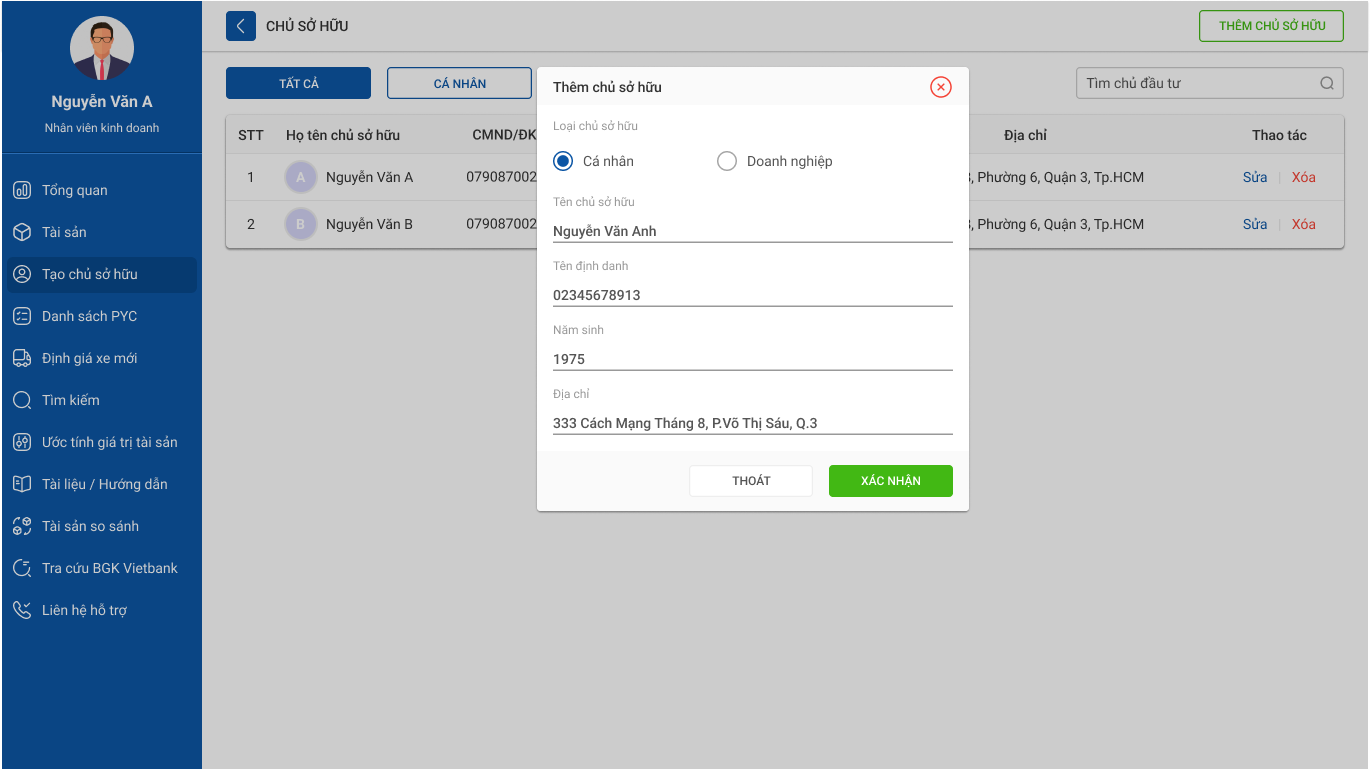 Nguyễn Văn A
Nhân viên kinh doanh
Tổng quan
Tài sản
Tạo chủ sở hữu
Danh sách PYC
Định giá xe mới
Tìm kiếm
Ước tính giá trị tài sản
Tài liệu / Hướng dẫn
Tài sản so sánh
Tra cứu BGK Vietbank
Liên hệ hỗ trợ
CHỦ SỞ HỮU
THÊM CHỦ SỞ HỮU
TẤT CẢ
CÁ NHÂN
Tìm chủ đầu tư
STT Họ tên chủ sở hữu CMND/ĐK Địa chỉ Thao tác
1 A Nguyễn Văn A 079087002 3, Phường 6, Quận 3, Tp.HCM Sửa Xóa
2 B Nguyễn Văn B 079087002 3, Phường 6, Quận 3, Tp.HCM Sửa Xóa
Thêm chủ sở hữu
Loại chủ sở hữu
Cá nhân Doanh nghiệp
Tên chủ sở hữu
Nguyễn Văn Anh
Tên định danh
02345678913
Năm sinh
1975
Địa chỉ
333 Cách Mạng Tháng 8, P.Võ Thị Sáu, Q.3
THOÁT XÁC NHẬN